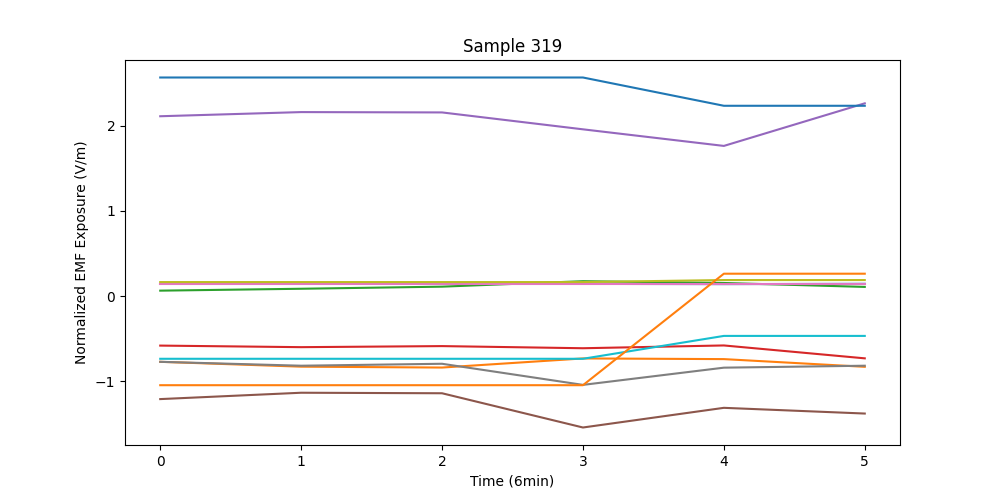 Sample 319
Normalized EMF Exposure (V/m)
2
1
0
−1
0 1 2 3 4 5
Time (6min)